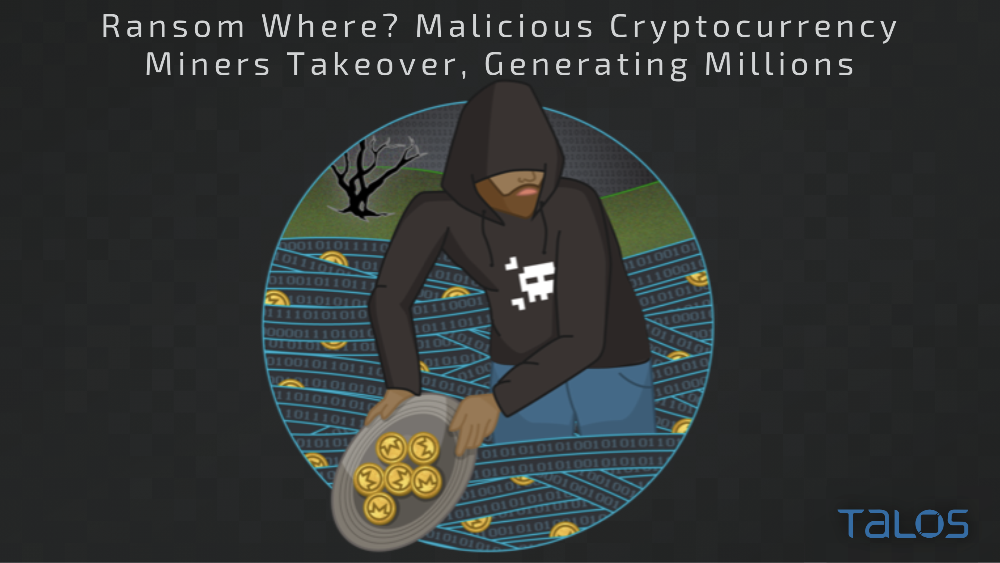 Ransom Where? Malicious Cryptocurrency
Miners Takeover, Generating Millions
TALOS